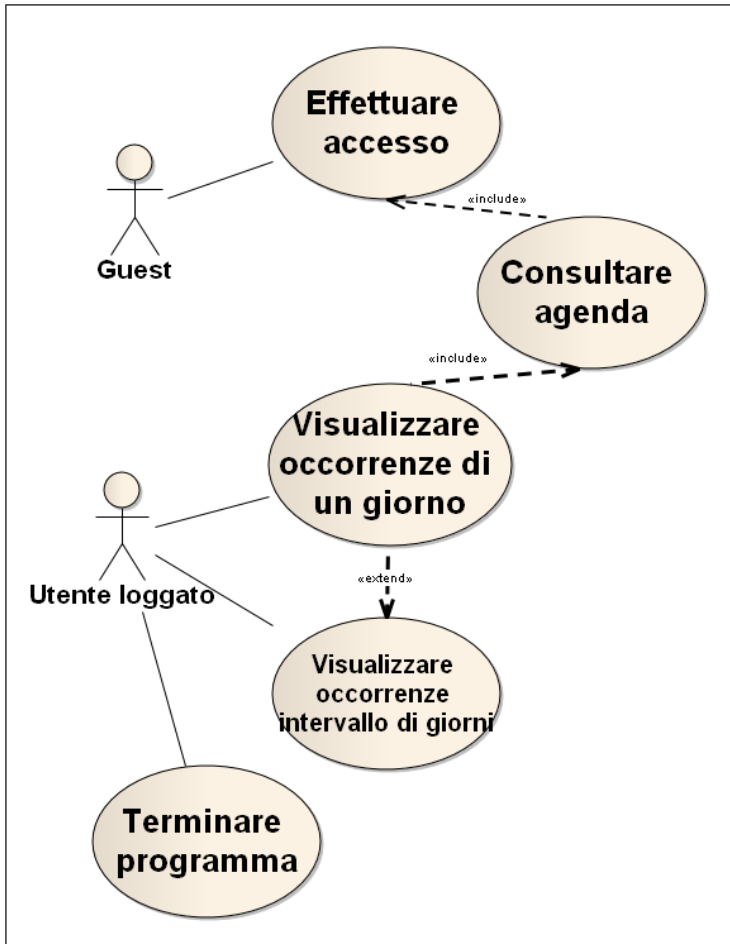 Effettuare
accesso
Guest
«include»
Consultare
agenda
«include»
Visualizzare
occorrenze di
un giorno
Utente loggato
«extend»
Visualizzare
occorrenze
intervallo di giorni
Terminare
programma